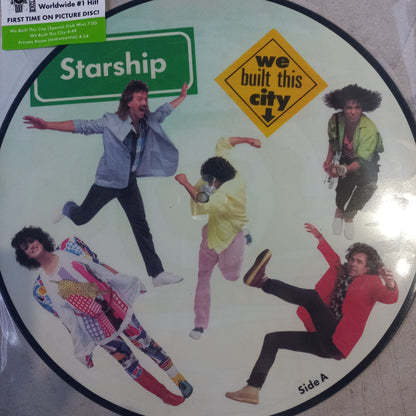 Worldwide #1 Hit!
FIRST TIME ON PICTURE DISC!
We Built This City (Special Club Mix) 7:00
We Built This City 4:49
Private Room (Instrumental) 4:54
Starship
we
built this
city
Side A